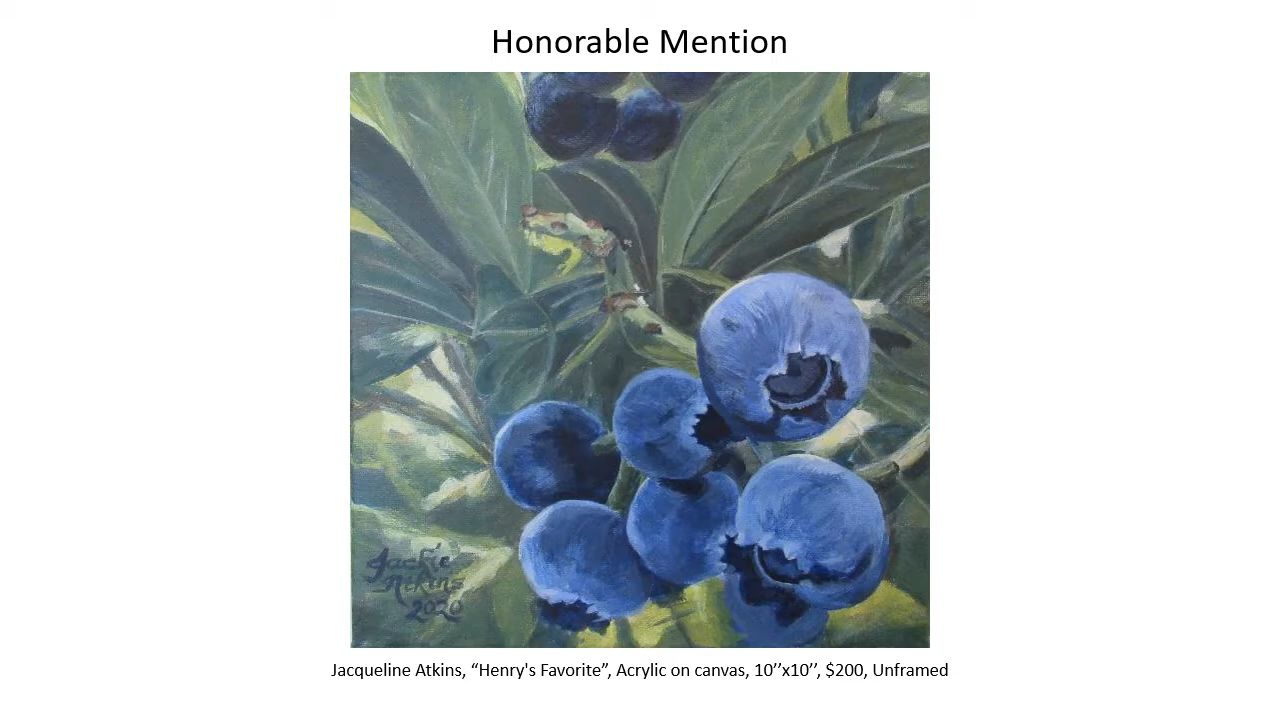 Honorable Mention
Jackie
Atkins
2020
Jacqueline Atkins, “Henry's Favorite”, Acrylic on canvas, 10’’x10’’, $200, Unframed